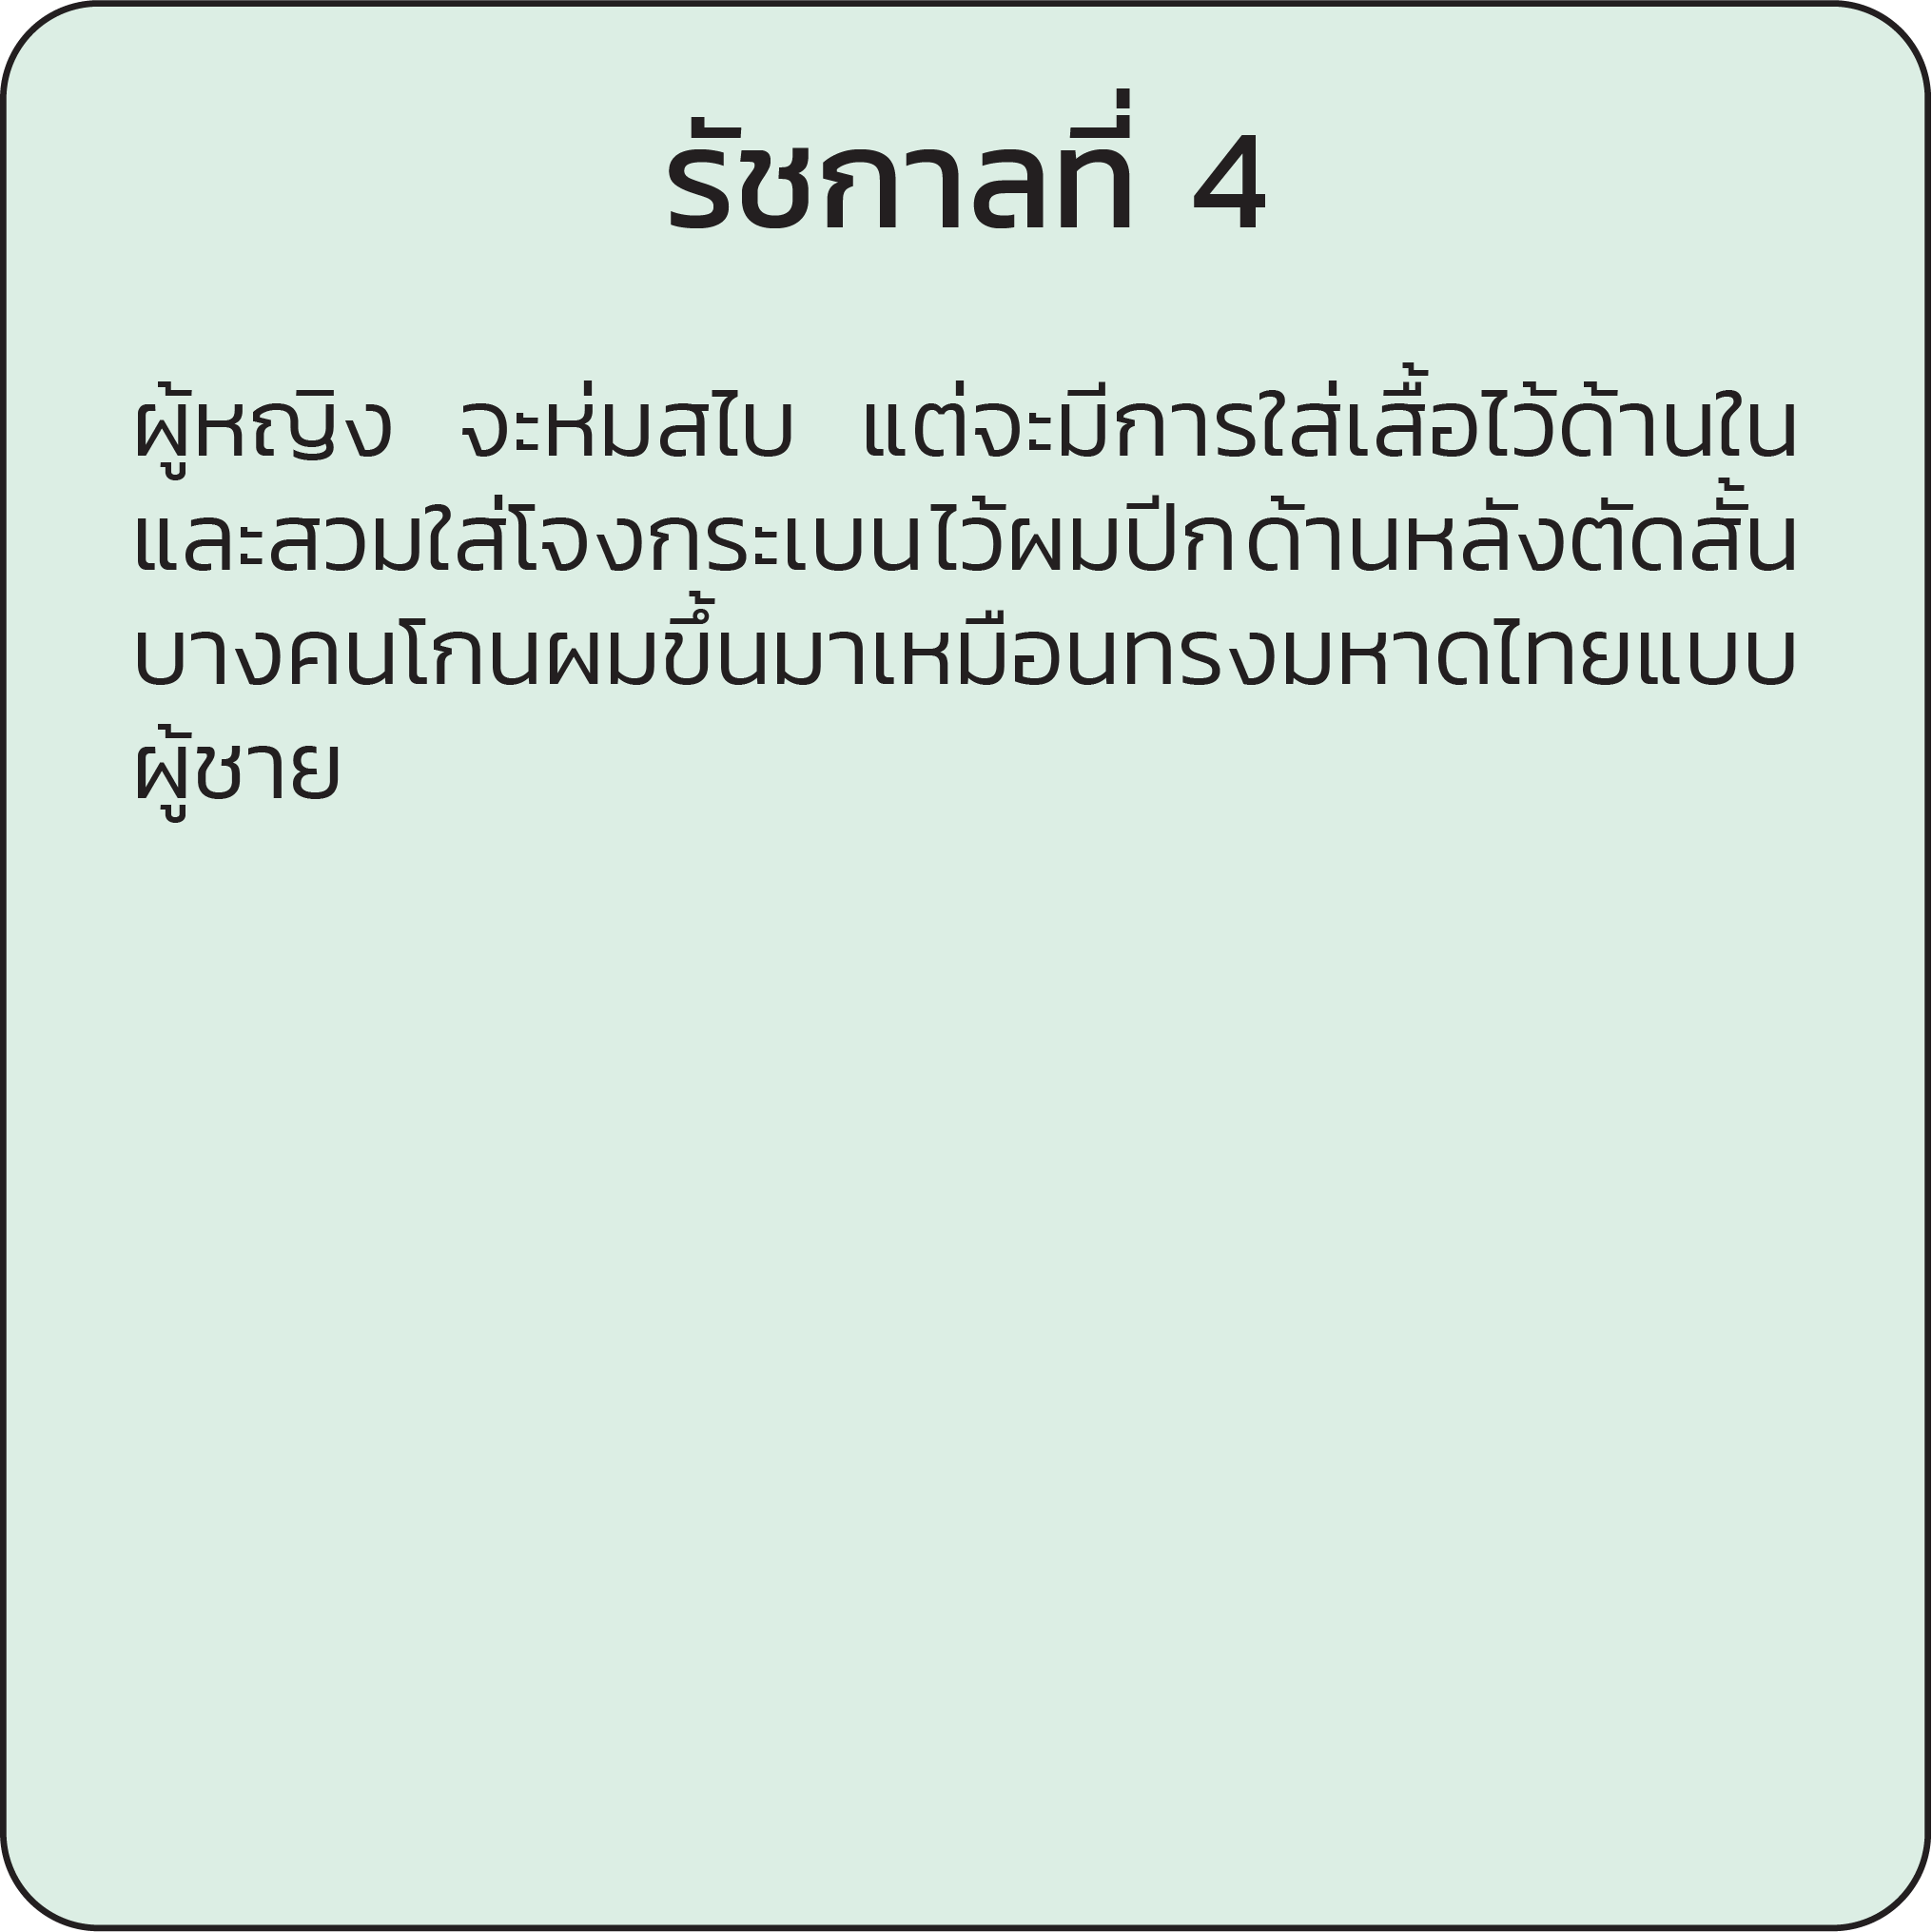 รัชกาลที่ 4
ผู้หญิง จะห่มสไบ แต่จะมีการใส่เสื้อไว้ด้านใน
และสวมใส่โจงกระเบนไว้ผมปีกด้านหลังตัดสั้น
บางคนโกนผมขึ้นมาเหมือนทรงมหาดไทยแบบ
ผู้ชาย